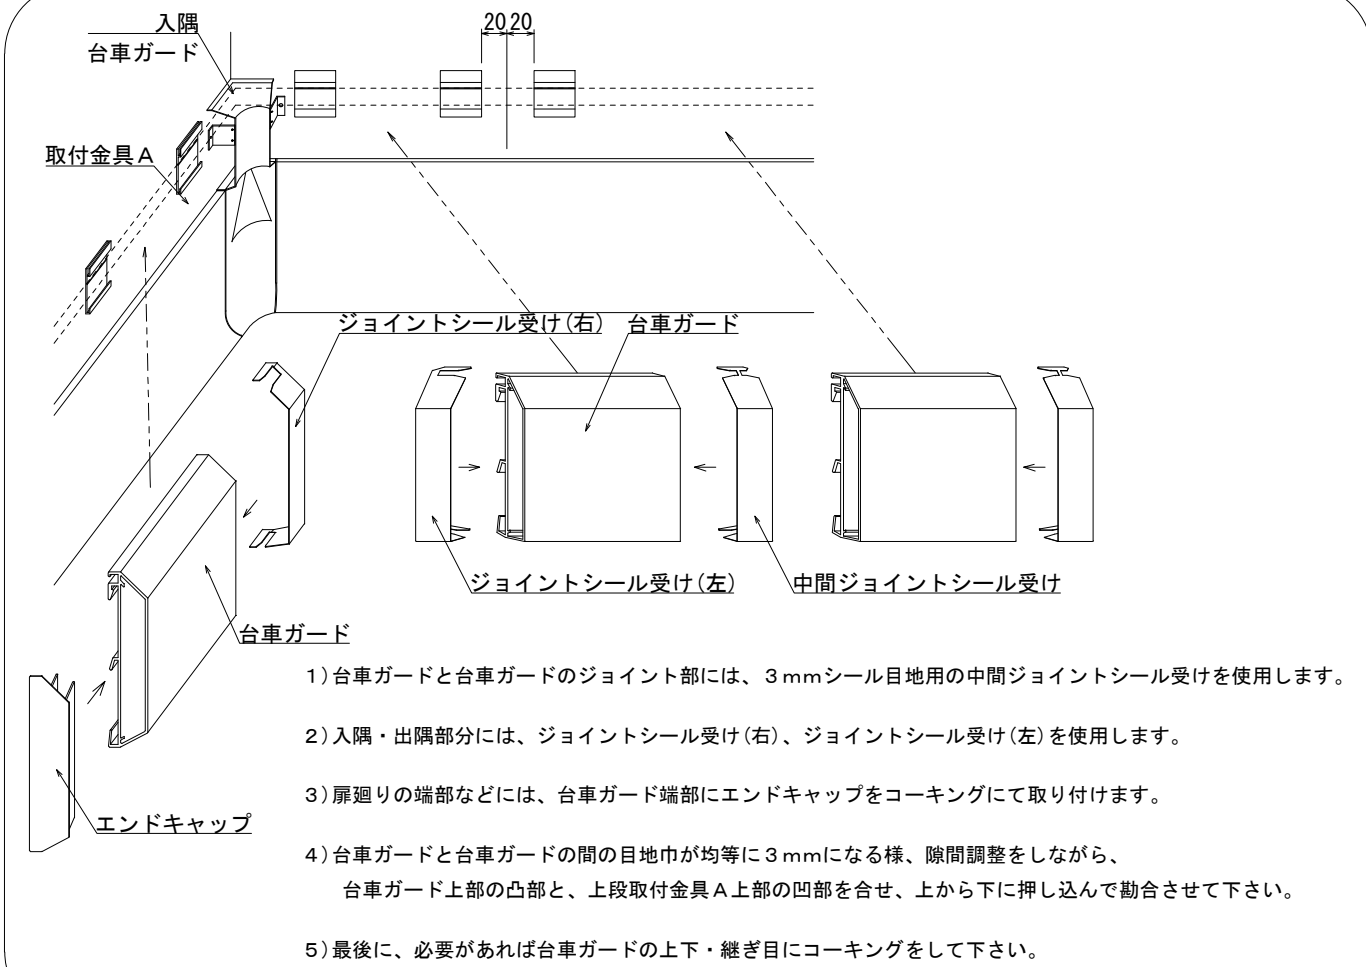 入隅
台車ガード
20 20
取付金具A
ジョイントシール受け(右)
台車ガード
ジョイントシール受け(左)
中間ジョイントシール受け
台車ガード
エンドキャップ
1)台車ガードと台車ガードのジョイント部には、3mmシール目地用の中間ジョイントシール受けを使用します。
2)入隅・出隅部分には、ジョイントシール受け(右)、ジョイントシール受け(左)を使用します。
3)扉廻りの端部などには、台車ガード端部にエンドキャップをコーキングにて取り付けます。
4)台車ガードと台車ガードの間の目地巾が均等に3mmになる様、隙間調整をしながら、
台車ガード上部の凸部と、上段取付金具A上部の凹部を合せ、上から下に押し込んで勘合させて下さい。
5)最後に、必要があれば台車ガードの上下・継ぎ目にコーキングをして下さい。